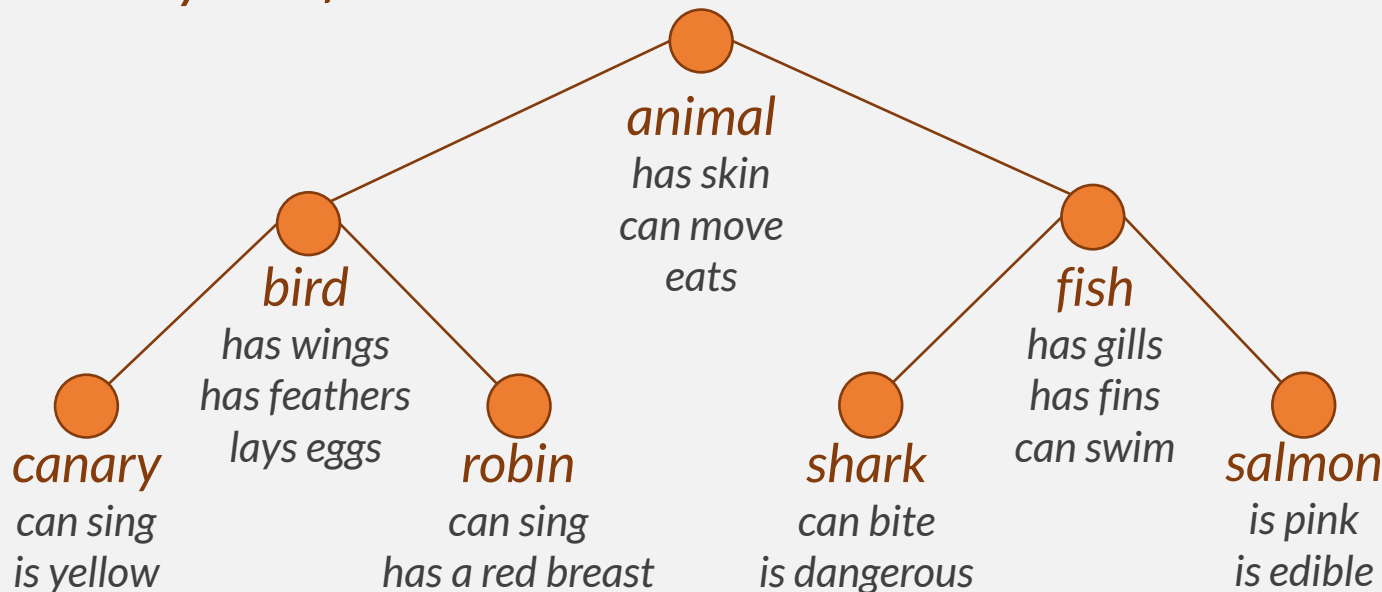 animal
has skin
can move
eats
bird
has wings
has feathers
lays eggs
fish
has gills
has fins
can swim
canary
can sing
is yellow
robin
can sing
has a red breast
shark
can bite
is dangerous
salmon
is pink
is edible